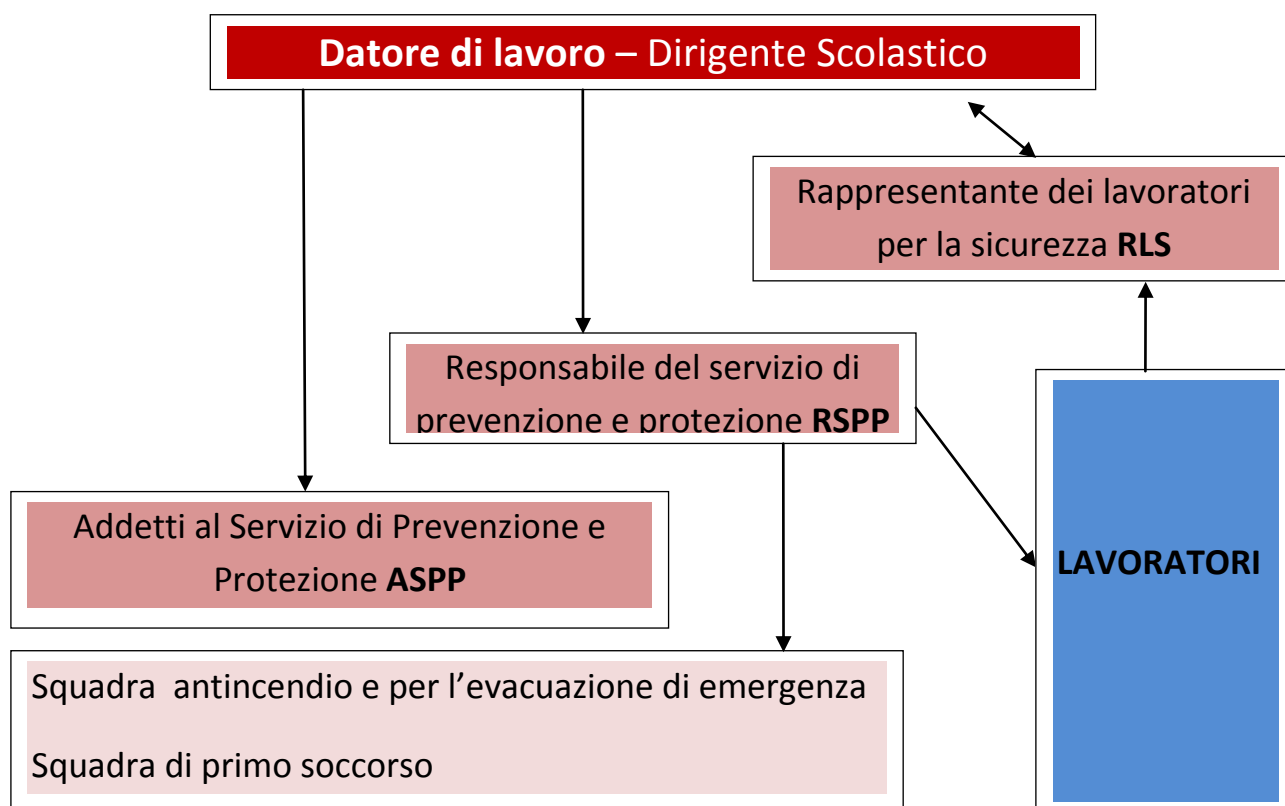 Datore di lavoro – Dirigente Scolastico
Rappresentante dei lavoratori
per la sicurezza RLS
Responsabile del servizio di
prevenzione e protezione RSPP
Addetti al Servizio di Prevenzione e
Protezione ASPP
LAVORATORI
Squadra antincendio e per l’evacuazione di emergenza
Squadra di primo soccorso